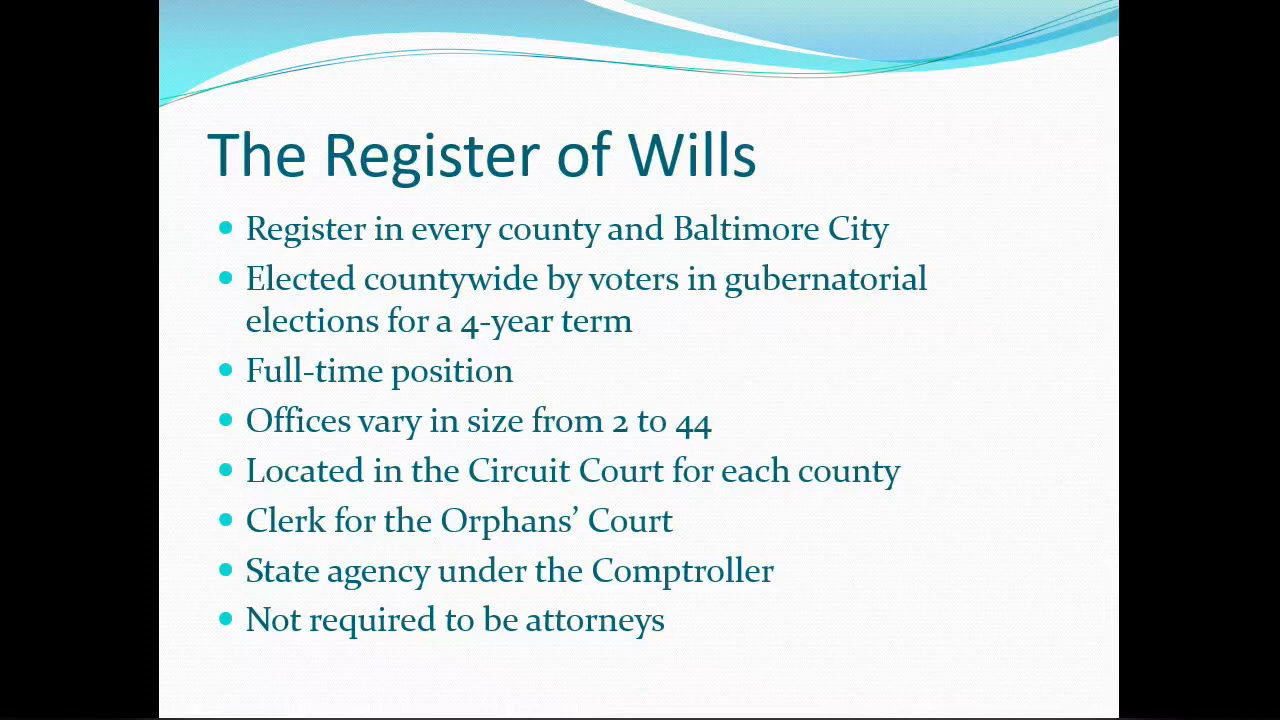 The Register of Wills
• Register in every county and Baltimore City
• Elected countywide by voters in gubernatorial
elections for a 4-year term
• Full-time position
• Offices vary in size from 2 to 44
• Located in the Circuit Court for each county
• Clerk for the Orphans’ Court
• State agency under the Comptroller
• Not required to be attorneys